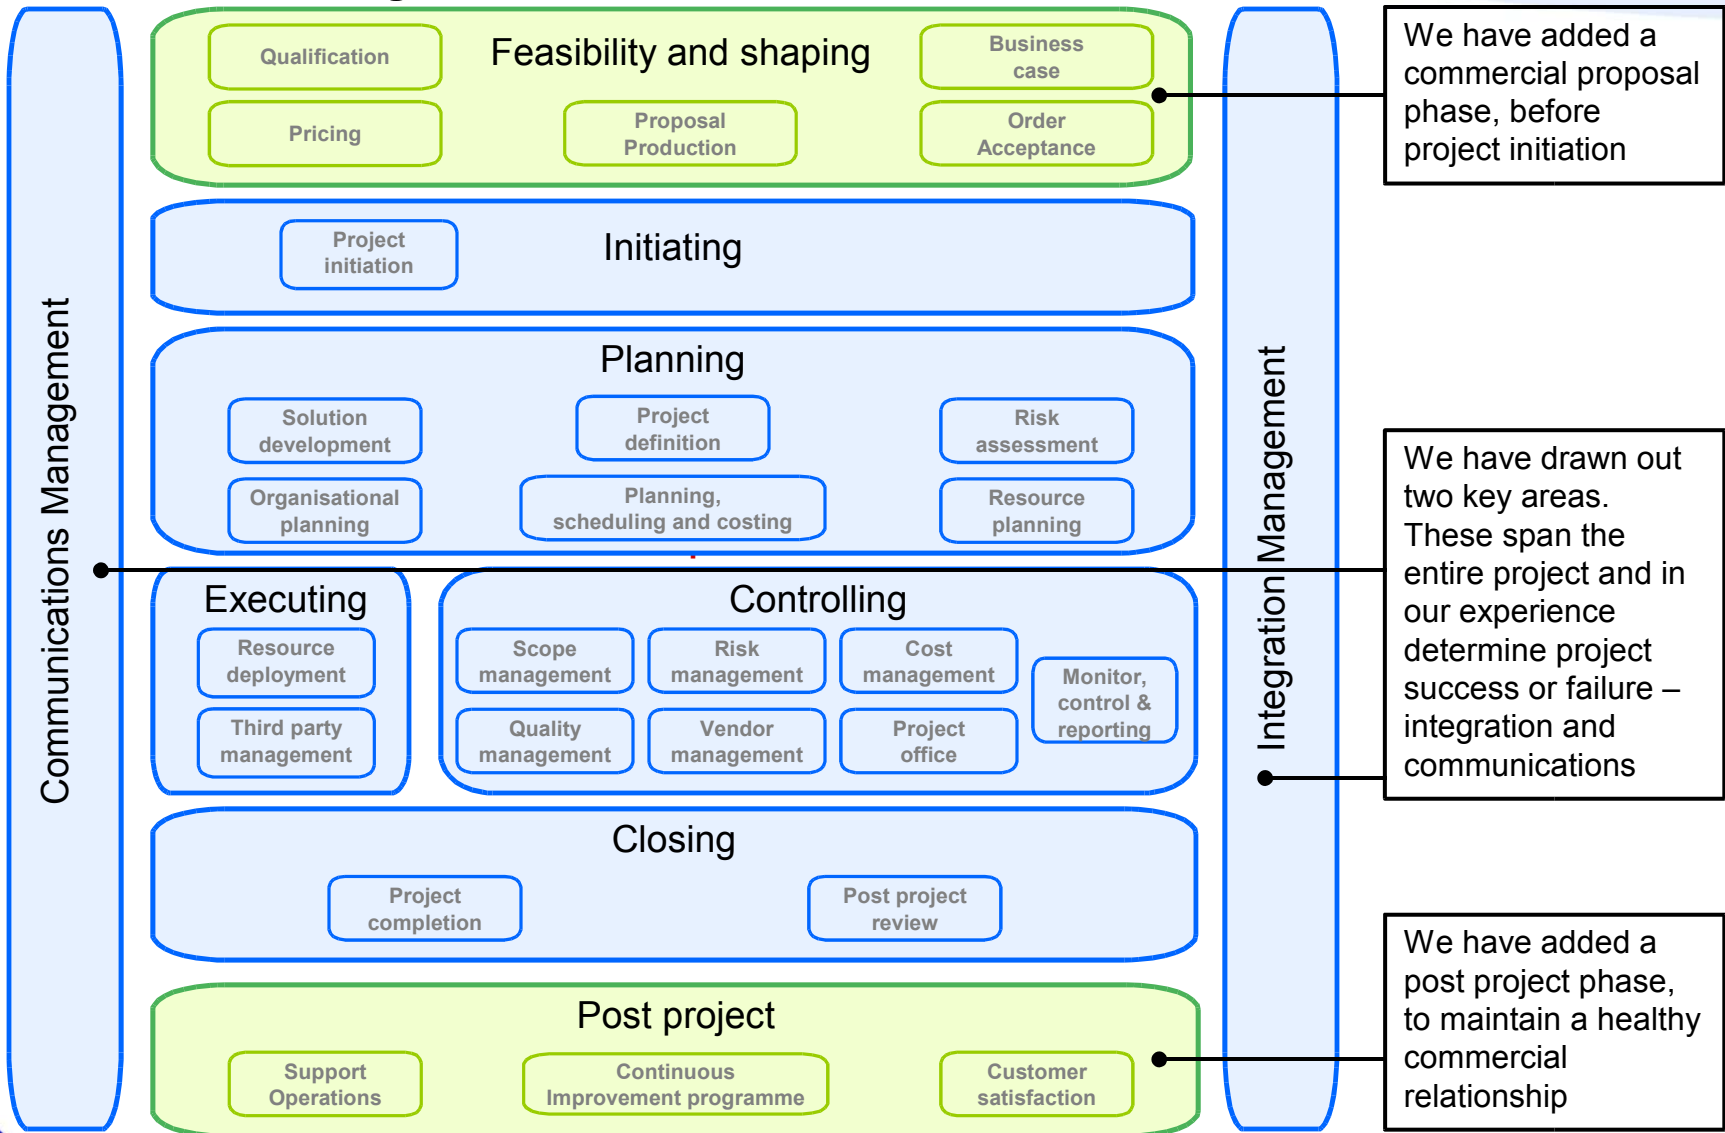 Communications Management
Feasibility and shaping
Qualification
Business
case
Pricing
Proposal
Production
Order
Acceptance
Initiating
Project
initiation
Planning
Solution
development
Project
definition
Risk
assessment
Organisational
planning
Planning,
scheduling and costing
Resource
planning
Executing
Resource
deployment
Third party
management
Controlling
Scope
management
Risk
management
Cost
management
Quality
management
Vendor
management
Project
office
Monitor,
control &
reporting
Closing
Project
completion
Post project
review
Post project
Support
Operations
Continuous
Improvement programme
Customer
satisfaction
Integration Management
We have added a
commercial proposal
phase, before
project initiation
We have drawn out
two key areas.
These span the
entire project and in
our experience
determine project
success or failure –
integration and
communications
We have added a
post project phase,
to maintain a healthy
commercial
relationship